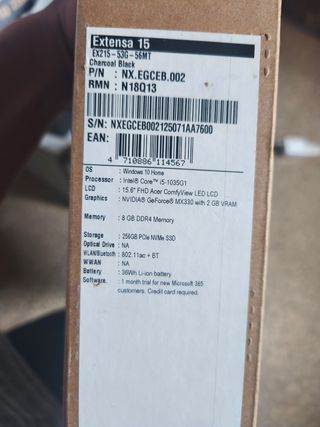 Extensa 15
EX215-53G-56MT
Charcoal Black
P/N : NX.EGCEB.002
RMN : N18Q13
S/N: NXEGCEB002125071AA7600
EAN:
4 710886 114567
OS : Windows 10 Home
Processor : Intel® Core™ i5-1035G1
LCD : 15.6" FHD Acer ComfyView LED LCD
Graphics : NVIDIA® GeForce® MX330 with 2 GB VRAM
Memory : 8 GB DDR4 Memory
Storage : 256GB PCIe NVMe SSD
Optical Drive : NA
WLAN/Bluetooth : 802.11ac + BT
WWAN : NA
Battery : 36Wh Li-ion battery
Software : 1 month trial for new Microsoft 365
customers. Credit card required.